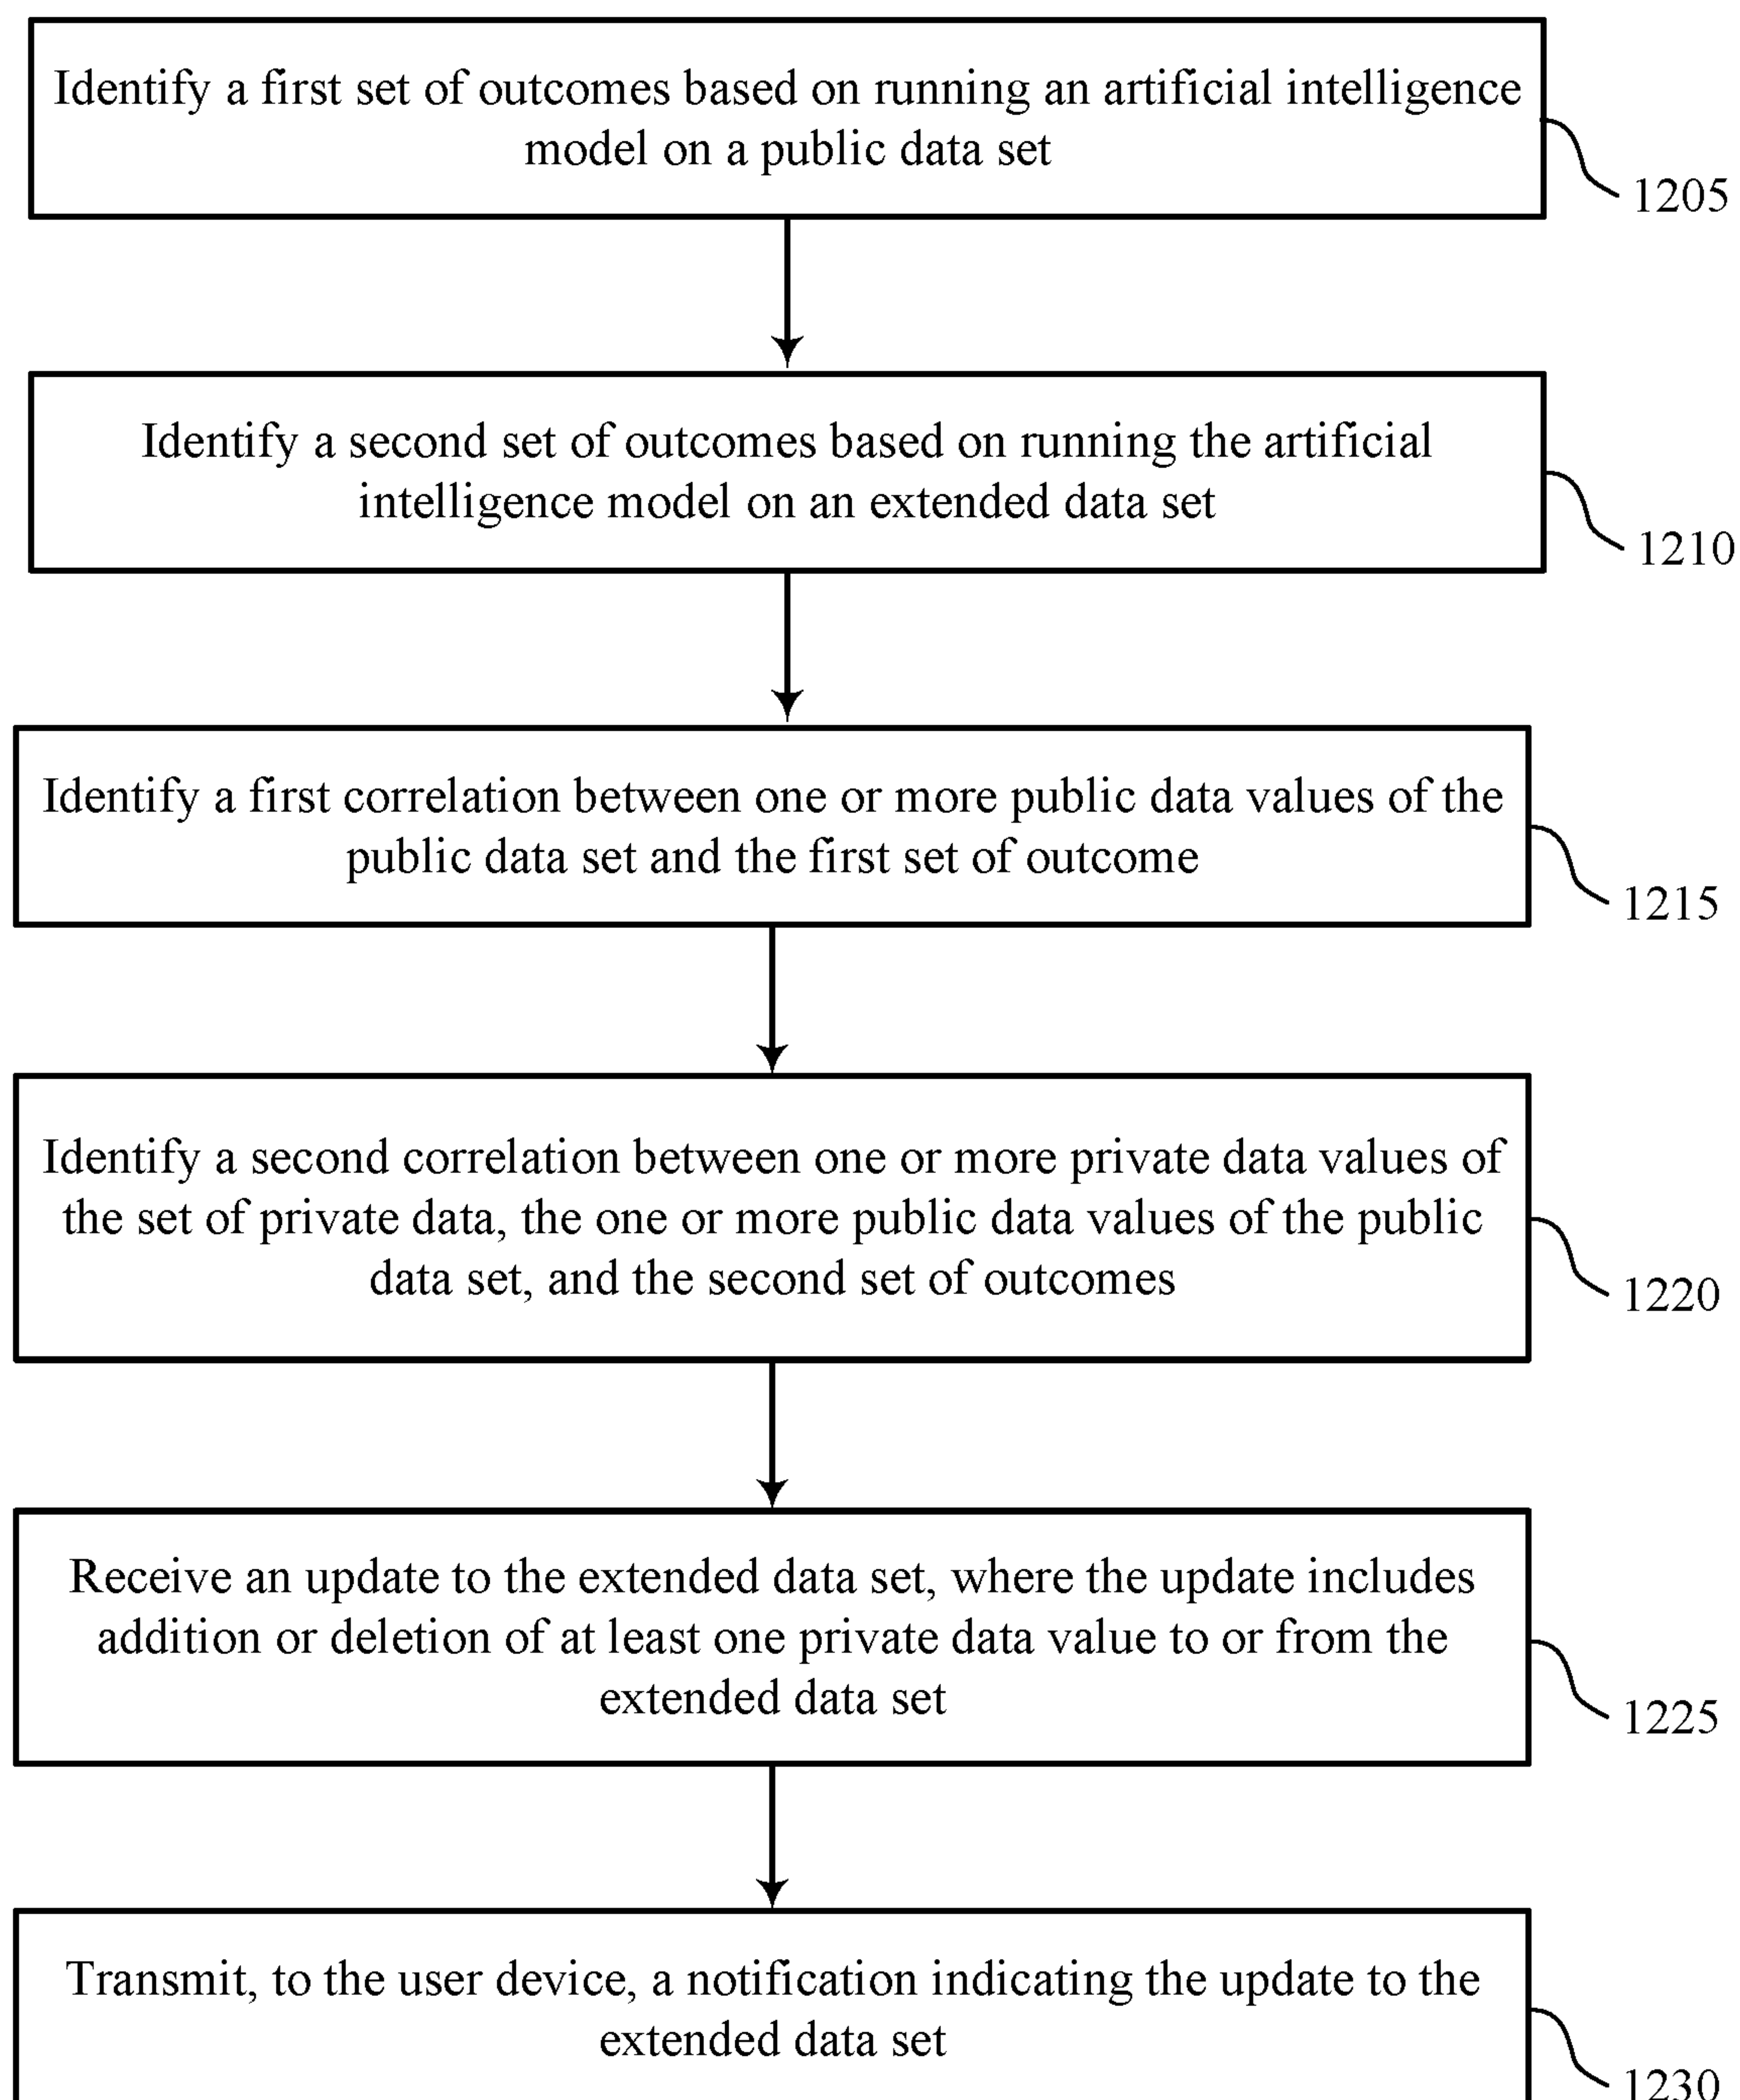 Identify a first set of outcomes based on running an artificial intelligence
model on a public data set
1205
Identify a second set of outcomes based on running the artificial
intelligence model on an extended data set
1210
Identify a first correlation between one or more public data values of the
public data set and the first set of outcome
1215
Identify a second correlation between one or more private data values of
the set of private data, the one or more public data values of the public
data set, and the second set of outcomes
1220
Receive an update to the extended data set, where the update includes
addition or deletion of at least one private data value to or from the
extended data set
1225
Transmit, to the user device, a notification indicating the update to the
extended data set
1230